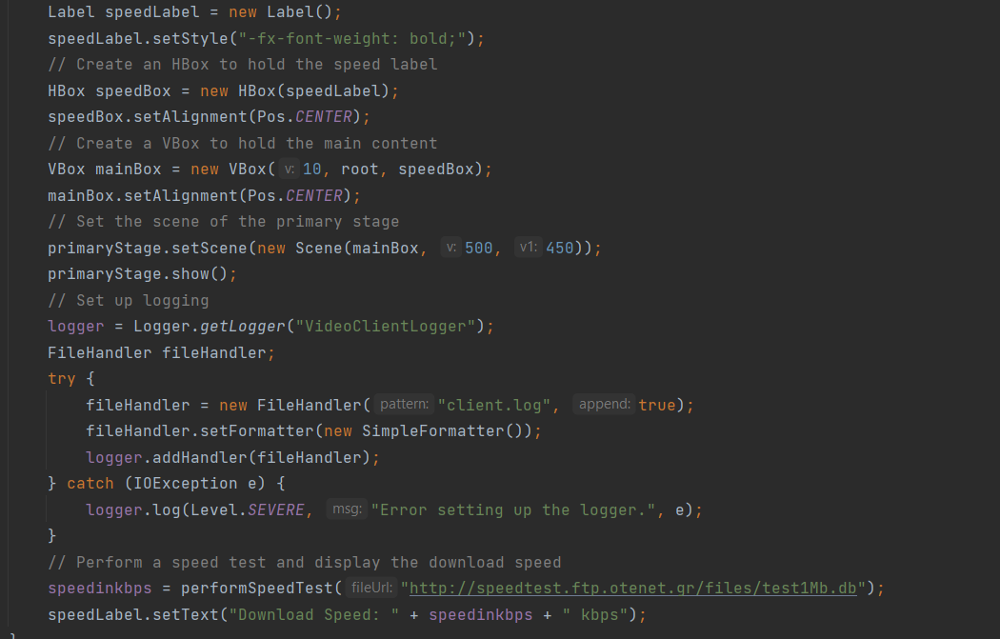 Label speedLabel = new Label();
speedLabel.setStyle("-fx-font-weight: bold;");
// Create an HBox to hold the speed label
HBox speedBox = new HBox(speedLabel);
speedBox.setAlignment(Pos.CENTER);
// Create a VBox to hold the main content
VBox mainBox = new VBox( v: 10, root, speedBox);
mainBox.setAlignment(Pos.CENTER);
// Set the scene of the primary stage
primaryStage.setScene(new Scene(mainBox, v: 500, v1: 450));
primaryStage.show();
// Set up logging
logger = Logger.getLogger("VideoClientLogger");
FileHandler fileHandler;
try {
fileHandler = new FileHandler( pattern: "client.log", append: true);
fileHandler.setFormatter(new SimpleFormatter());
logger.addHandler(fileHandler);
} catch (IOException e) {
logger.log(Level.SEVERE, msg: "Error setting up the logger.", e);
}
// Perform a speed test and display the download speed
speedinkbps = performSpeedTest( fileUrl: "http://speedtest.ftp.otenet.gr/files/test1Mb.db");
speedLabel.setText("Download Speed: " + speedinkbps + " kbps");
}